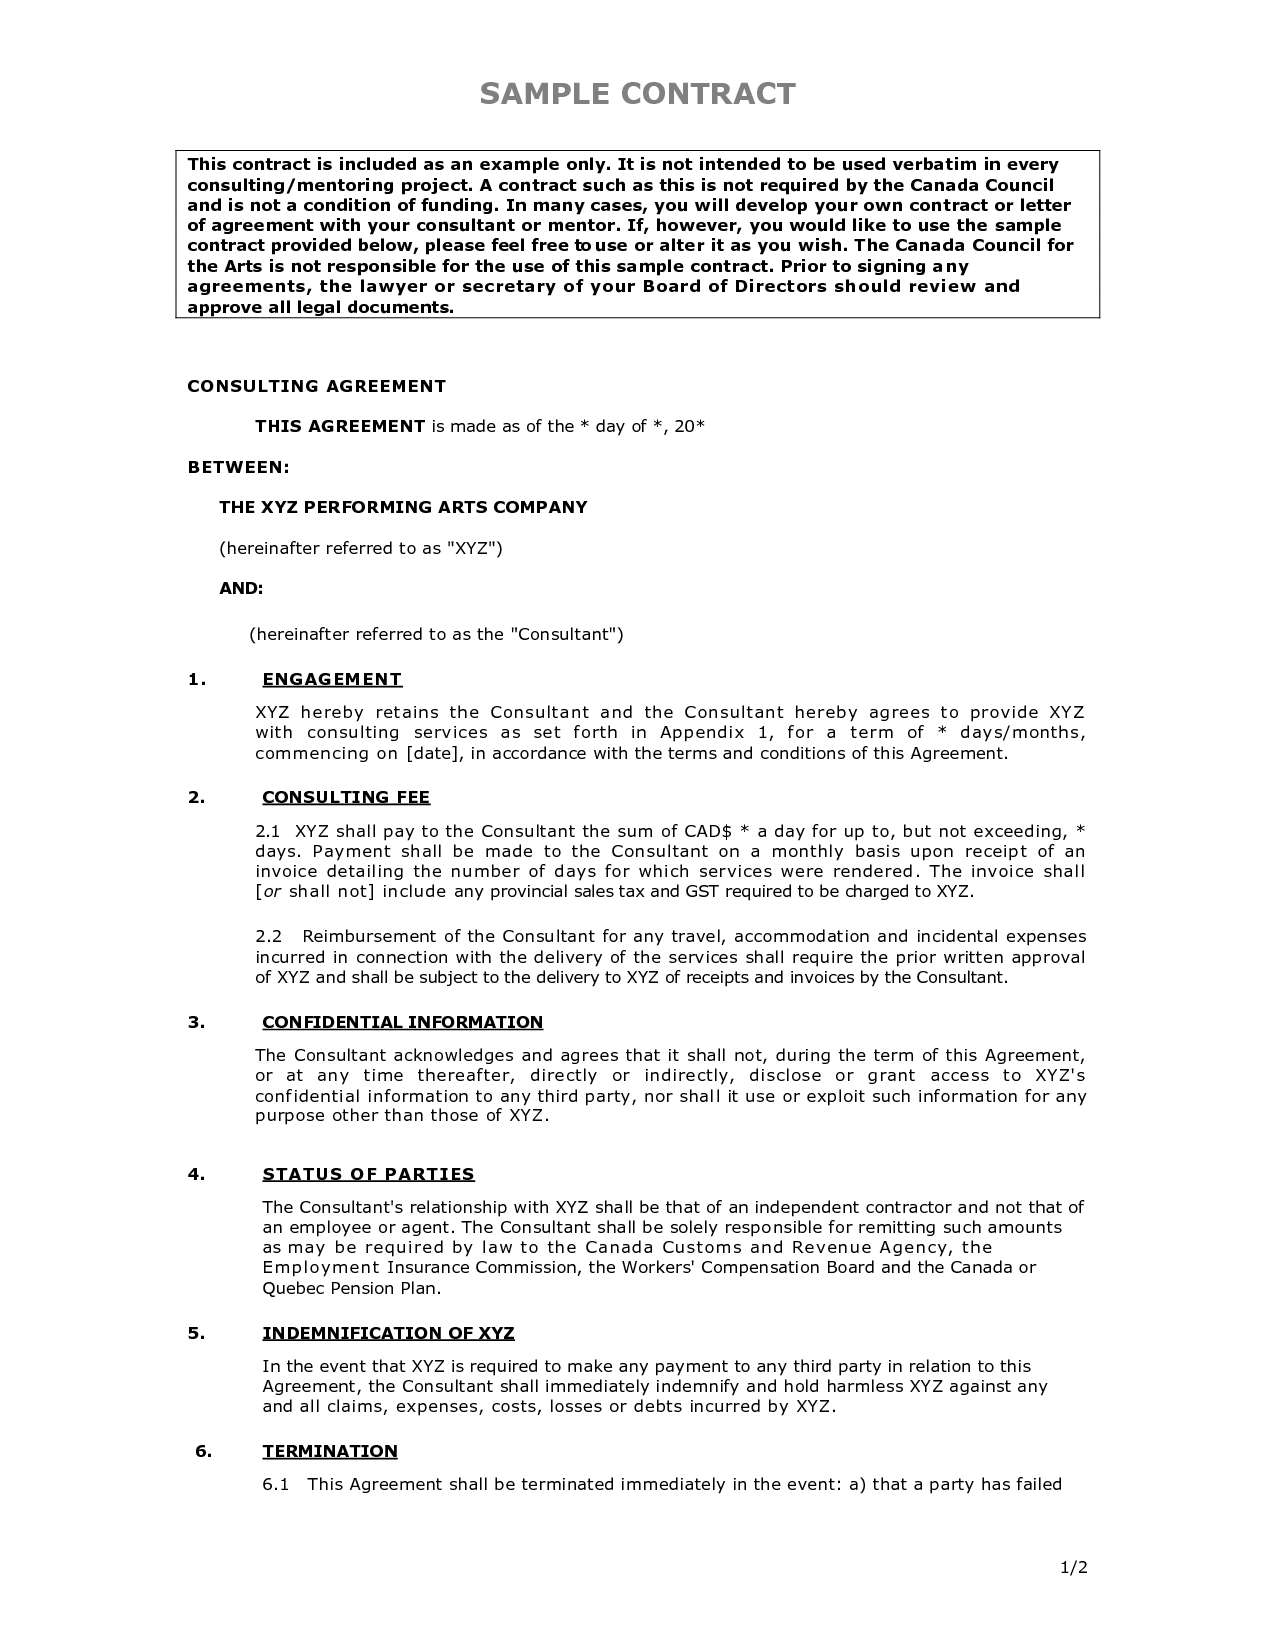 SAMPLE CONTRACT
This contract is included as an example only. It is not intended to be used verbatim in every
consulting/mentoring project. A contract such as this is not required by the Canada Council
and is not a condition of funding. In many cases, you will develop your own contract or letter
of agreement with your consultant or mentor. If, however, you would like to use the sample
contract provided below, please feel free to use or alter it as you wish. The Canada Council for
the Arts is not responsible for the use of this sample contract. Prior to signing any
agreements, the lawyer or secretary of your Board of Directors should review and
approve all legal documents.
CONSULTING AGREEMENT
THIS AGREEMENT is made as of the * day of *, 20*
BETWEEN:
THE XYZ PERFORMING ARTS COMPANY
(hereinafter referred to as "XYZ")
AND:
(hereinafter referred to as the "Consultant")
1. ENGAGEMENT
XYZ hereby retains the Consultant and the Consultant hereby agrees to provide XYZ
with consulting services as set forth in Appendix 1, for a term of * days/months,
commencing on [date], in accordance with the terms and conditions of this Agreement.
2. CONSULTING FEE
2.1 XYZ shall pay to the Consultant the sum of CAD$ * a day for up to, but not exceeding, *
days. Payment shall be made to the Consultant on a monthly basis upon receipt of an
invoice detailing the number of days for which services were rendered. The invoice shall
[or shall not] include any provincial sales tax and GST required to be charged to XYZ.
2.2 Reimbursement of the Consultant for any travel, accommodation and incidental expenses
incurred in connection with the delivery of the services shall require the prior written approval
of XYZ and shall be subject to the delivery to XYZ of receipts and invoices by the Consultant.
3. CONFIDENTIAL INFORMATION
The Consultant acknowledges and agrees that it shall not, during the term of this Agreement,
or at any time thereafter, directly or indirectly, disclose or grant access to XYZ's
confidential information to any third party, nor shall it use or exploit such information for any
purpose other than those of XYZ.
4. STATUS OF PARTIES
The Consultant's relationship with XYZ shall be that of an independent contractor and not that of
an employee or agent. The Consultant shall be solely responsible for remitting such amounts
as may be required by law to the Canada Customs and Revenue Agency, the
Employment Insurance Commission, the Workers' Compensation Board and the Canada or
Quebec Pension Plan.
5. INDEMNIFICATION OF XYZ
In the event that XYZ is required to make any payment to any third party in relation to this
Agreement, the Consultant shall immediately indemnify and hold harmless XYZ against any
and all claims, expenses, costs, losses or debts incurred by XYZ.
6. TERMINATION
6.1 This Agreement shall be terminated immediately in the event: a) that a party has failed
1/2